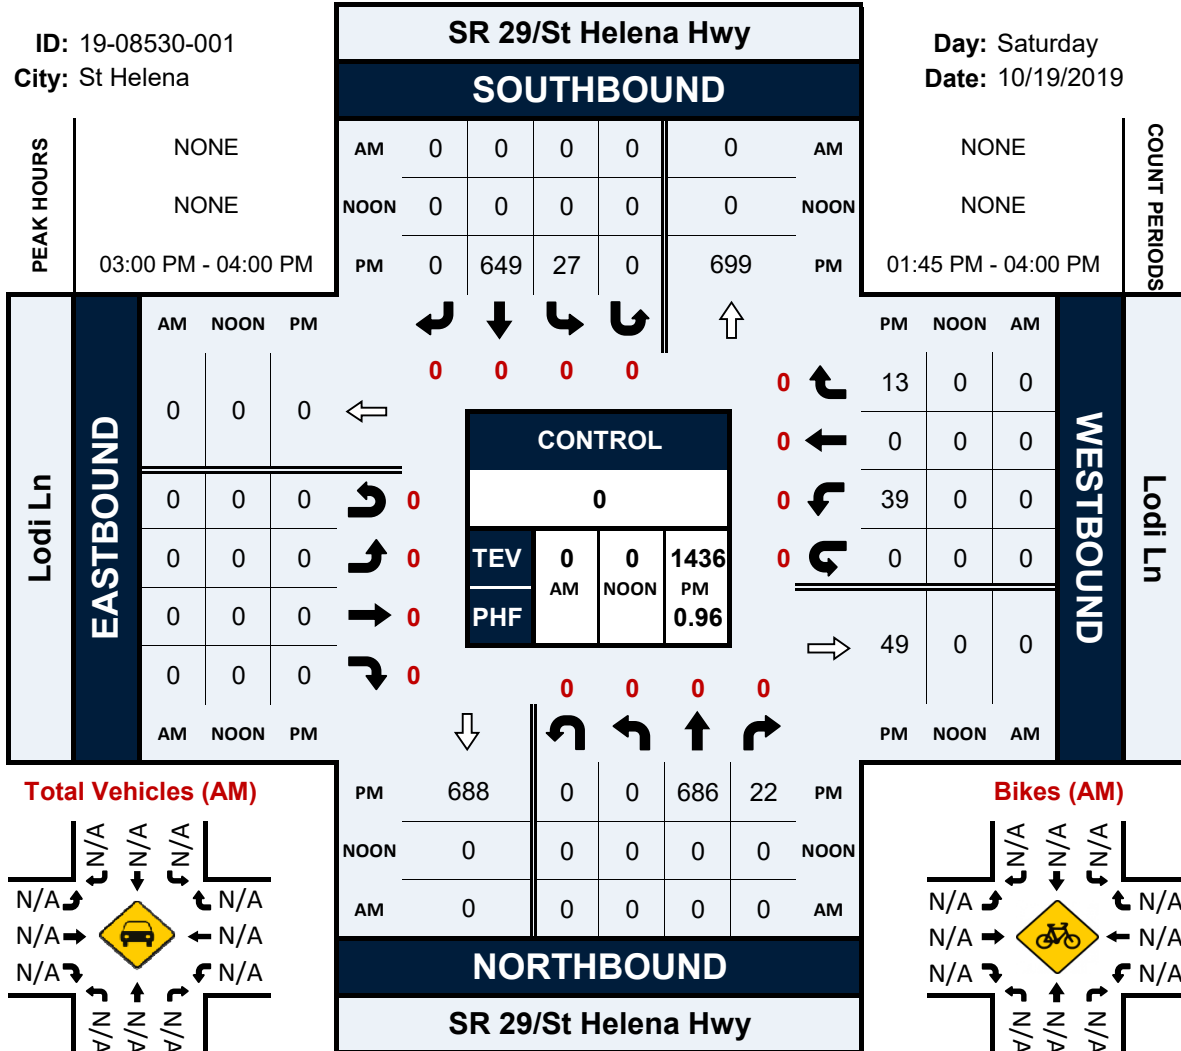 SR 29/St Helena Hwy
ID: 19-08530-001
City: St Helena
Day: Saturday
Date: 10/19/2019
SOUTHBOUND
PEAK HOURS
NONE
AM 0 0 0 0 0 AM
NONE
COUNT PERIODS
NONE
NOON 0 0 0 0 0 NOON
NONE
03:00 PM - 04:00 PM
PM 0 649 27 0 699 PM
01:45 PM - 04:00 PM
AM NOON PM
PM NOON AM
0 0 0 0
0 13 0 0
0 0 0
CONTROL
0 0 0 0
0 0 0 0
0
0 39 0 0
0 0 0 0
TEV 0 0 1436
0 0 0 0
AM NOON PM
0 0 0 0
PHF 0.96
49 0 0
0 0 0 0
0 0 0 0
Lodi Ln
EASTBOUND
WESTBOUND
Lodi Ln
AM NOON PM
PM NOON AM
PM 688 0 0 686 22 PM
NOON 0 0 0 0 0 NOON
AM 0 0 0 0 0 AM
NORTHBOUND
SR 29/St Helena Hwy
Total Vehicles (AM)
N/A N/A N/A
N/A N/A
N/A N/A
N/A N/A
N/A N/A N/A
Bikes (AM)
N/A N/A N/A
N/A N/A
N/A N/A
N/A N/A
N/A N/A N/A